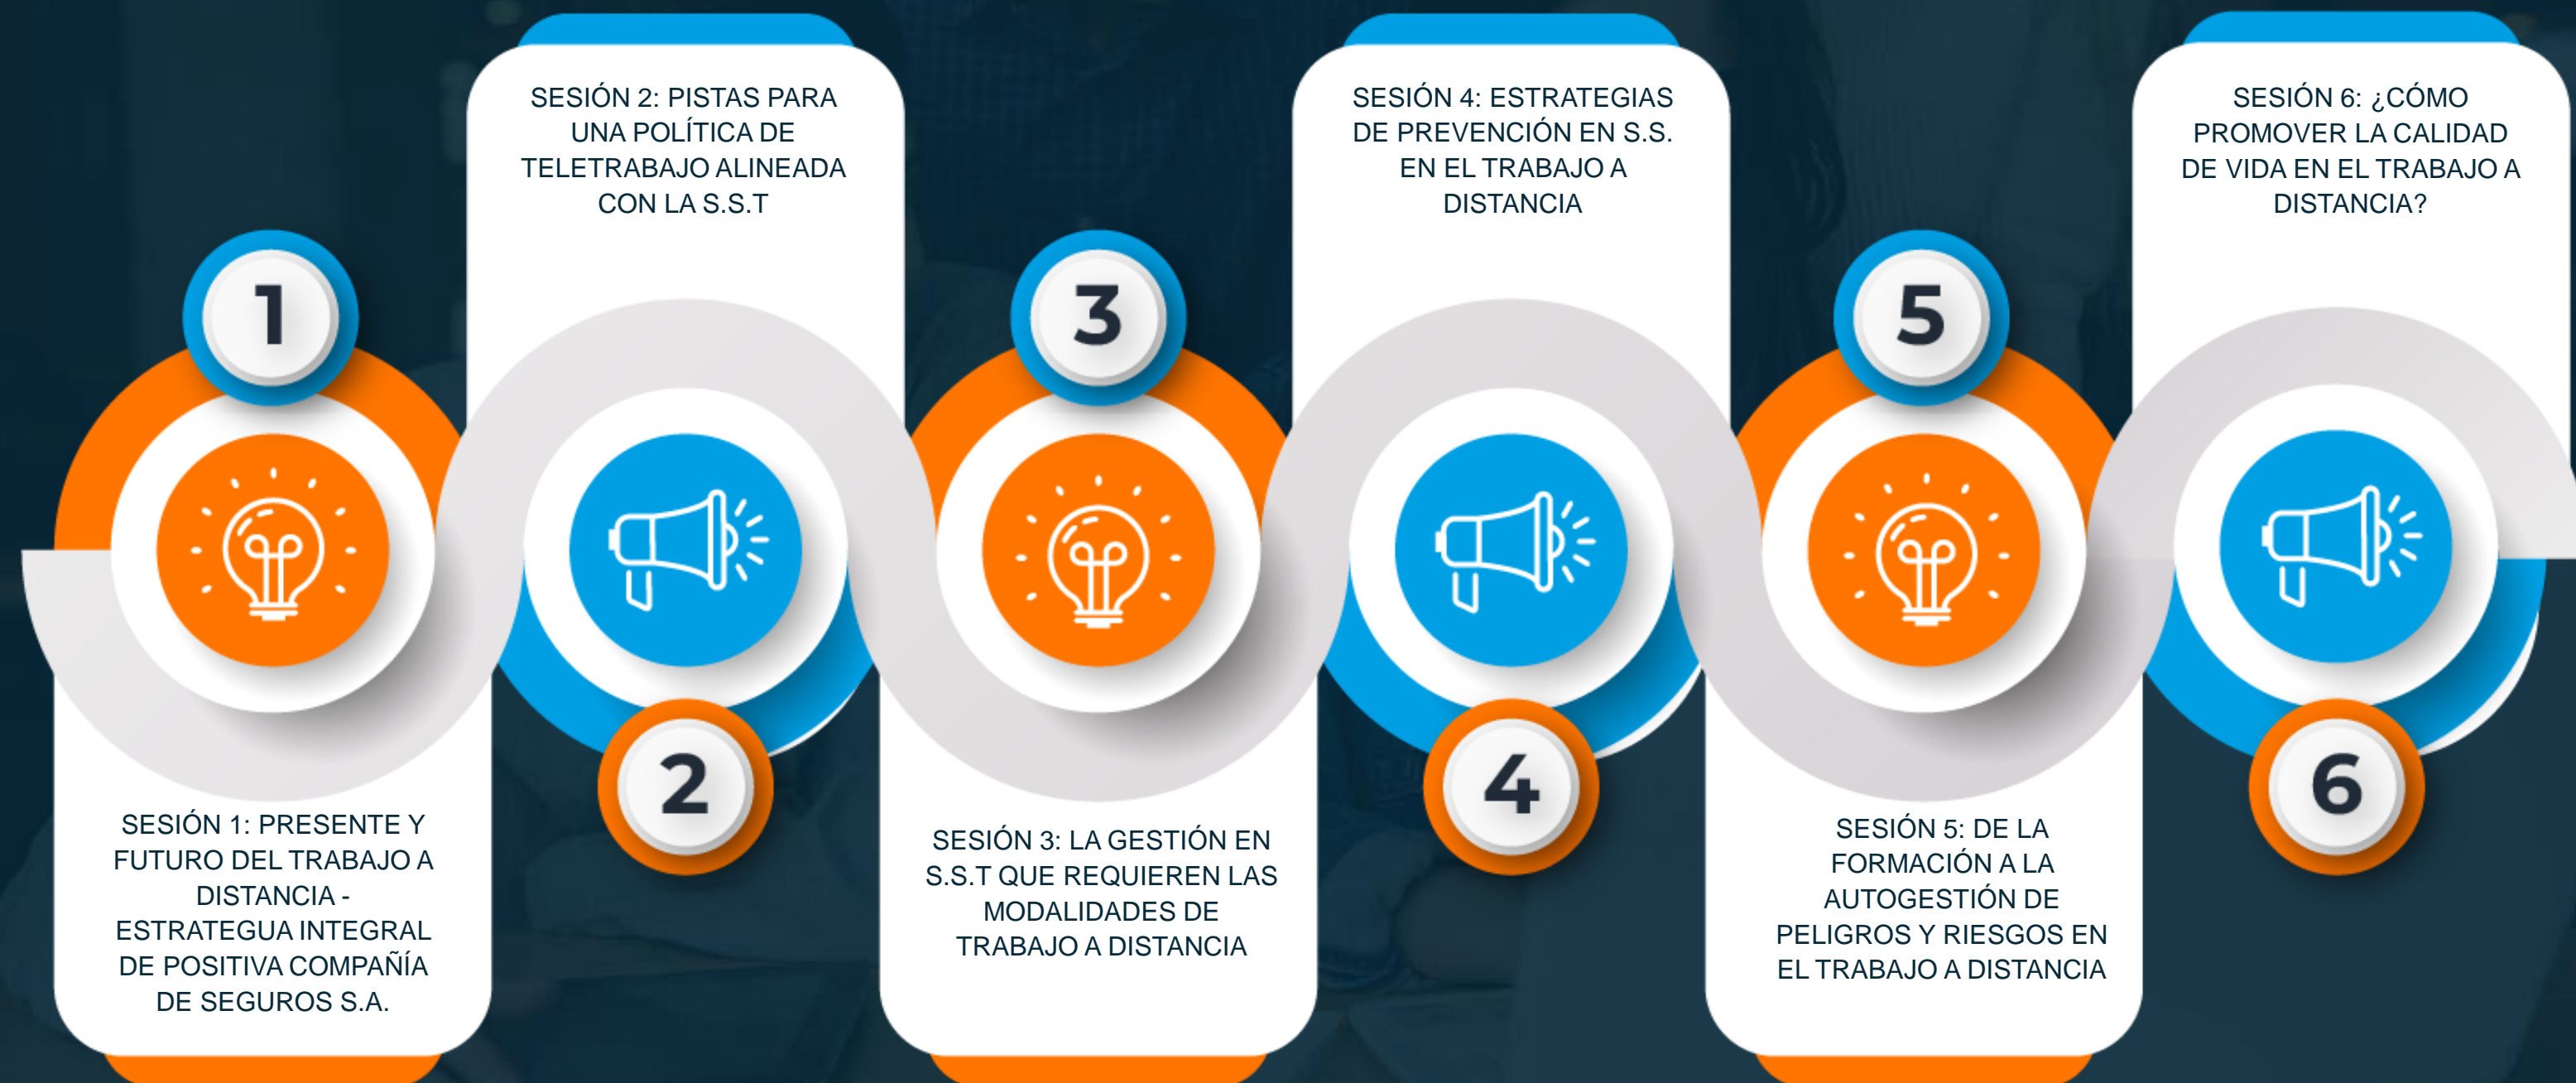 1
SESIÓN 1: PRESENTE Y
FUTURO DEL TRABAJO A
DISTANCIA -
ESTRATEGUA INTEGRAL
DE POSITIVA COMPAÑÍA
DE SEGUROS S.A.
SESIÓN 2: PISTAS PARA
UNA POLÍTICA DE
TELETRABAJO ALINEADA
CON LA S.S.T
2
3
SESIÓN 3: LA GESTIÓN EN
S.S.T QUE REQUIEREN LAS
MODALIDADES DE
TRABAJO A DISTANCIA
SESIÓN 4: ESTRATEGIAS
DE PREVENCIÓN EN S.S.
EN EL TRABAJO A
DISTANCIA
4
5
SESIÓN 5: DE LA
FORMACIÓN A LA
AUTOGESTIÓN DE
PELIGROS Y RIESGOS EN
EL TRABAJO A DISTANCIA
SESIÓN 6: ¿CÓMO
PROMOVER LA CALIDAD
DE VIDA EN EL TRABAJO A
DISTANCIA?
6